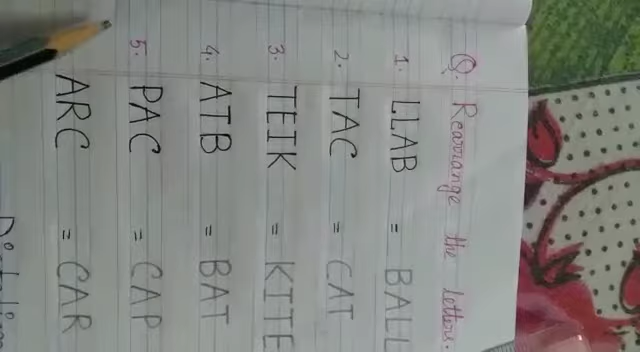 Q. Rearrange the letters.
1. LLAB = BALL
2. TAC = CAT
3. TEIK = KITE
4. ATB = BAT
5. PAC = CAP
ARC = CAR